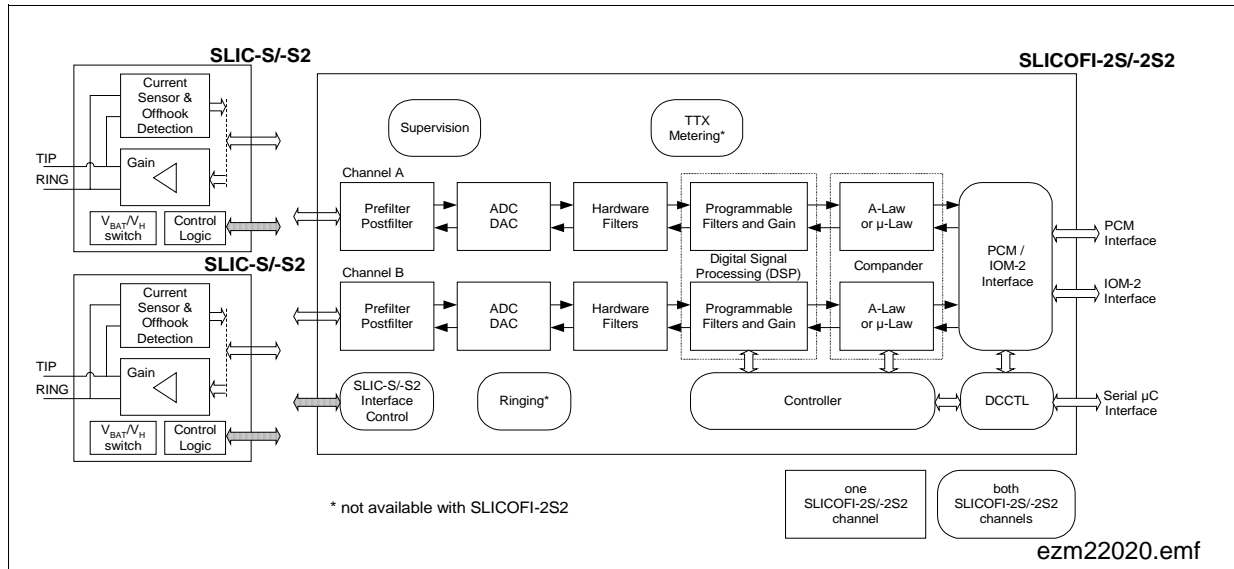 SLIC-S/-S2
Current
Sensor &
Offhook
Detection
TIP
RING
Gain
VBAT/VH
switch
Control
Logic
SLIC-S/-S2
Current
Sensor &
Offhook
Detection
TIP
RING
Gain
VBAT/VH
switch
Control
Logic
SLICOFI-2S/-2S2
Supervision
TTX
Metering*
Channel A
Prefilter
Postfilter
ADC
DAC
Hardware
Filters
Programmable
Filters and Gain
A-Law
or µ-Law
PCM /
IOM-2
Interface
PCM
Interface
IOM-2
Interface
Digital Signal
Processing (DSP)
Compander
Channel B
Prefilter
Postfilter
ADC
DAC
Hardware
Filters
Programmable
Filters and Gain
A-Law
or µ-Law
SLIC-S/-S2
Interface
Control
Ringing*
Controller
DCCTL
Serial µC
Interface
* not available with SLICOFI-2S2
one
SLICOFI-2S/-2S2
channel
both
SLICOFI-2S/-2S2
channels
ezm22020.emf